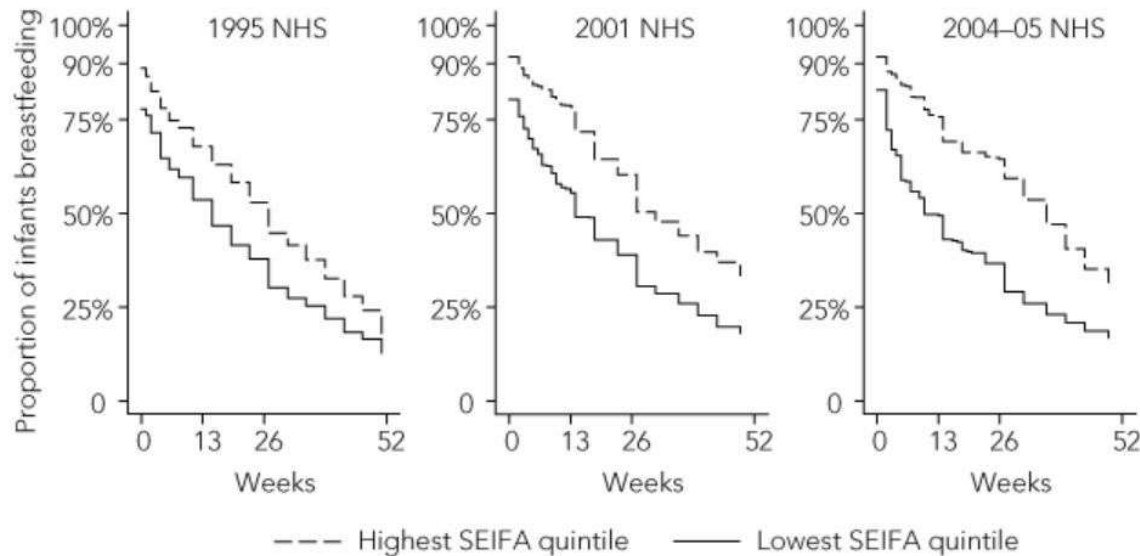 Proportion of infants breastfeeding
1995 NHS
100%
90%
75%
50%
25%
0
0 13 26 52
Weeks
2001 NHS
100%
90%
75%
50%
25%
0
0 13 26 52
Weeks
2004–05 NHS
100%
90%
75%
50%
25%
0
0 13 26 52
Weeks
Highest SEIFA quintile
Lowest SEIFA quintile